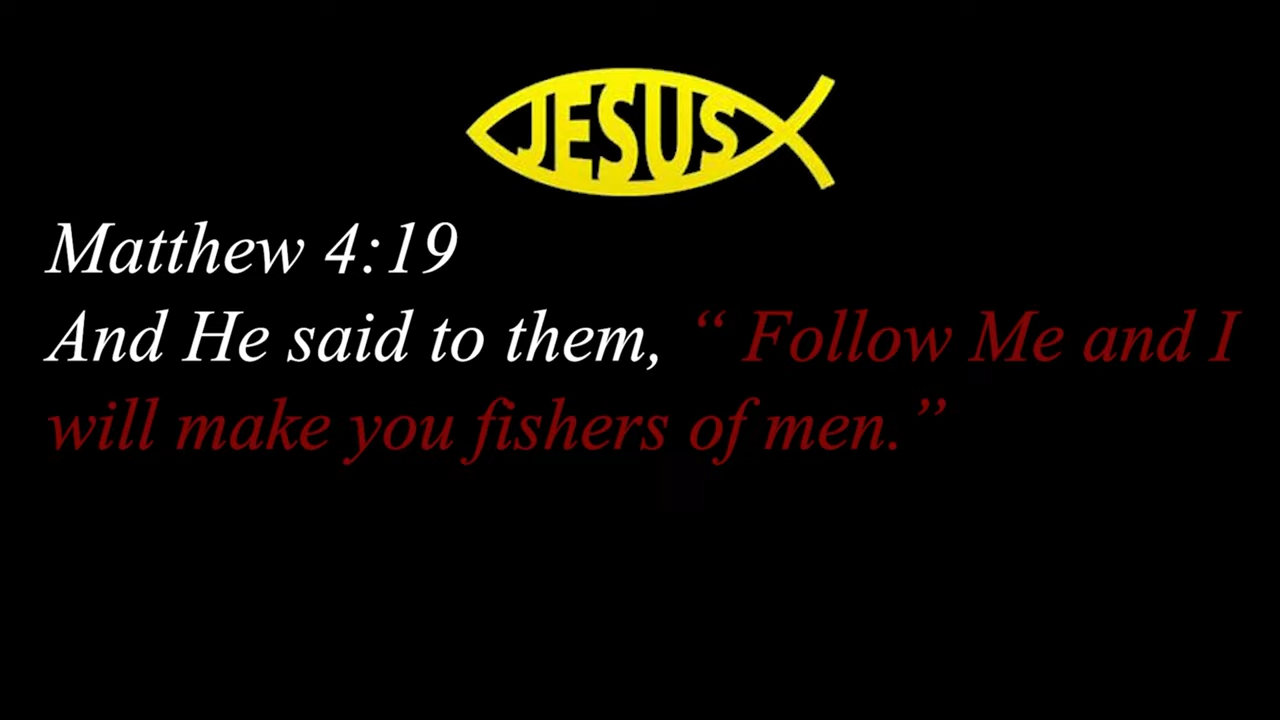 JESUS
Matthew 4:19
And He said to them, “ Follow Me and I
will make you fishers of men.”